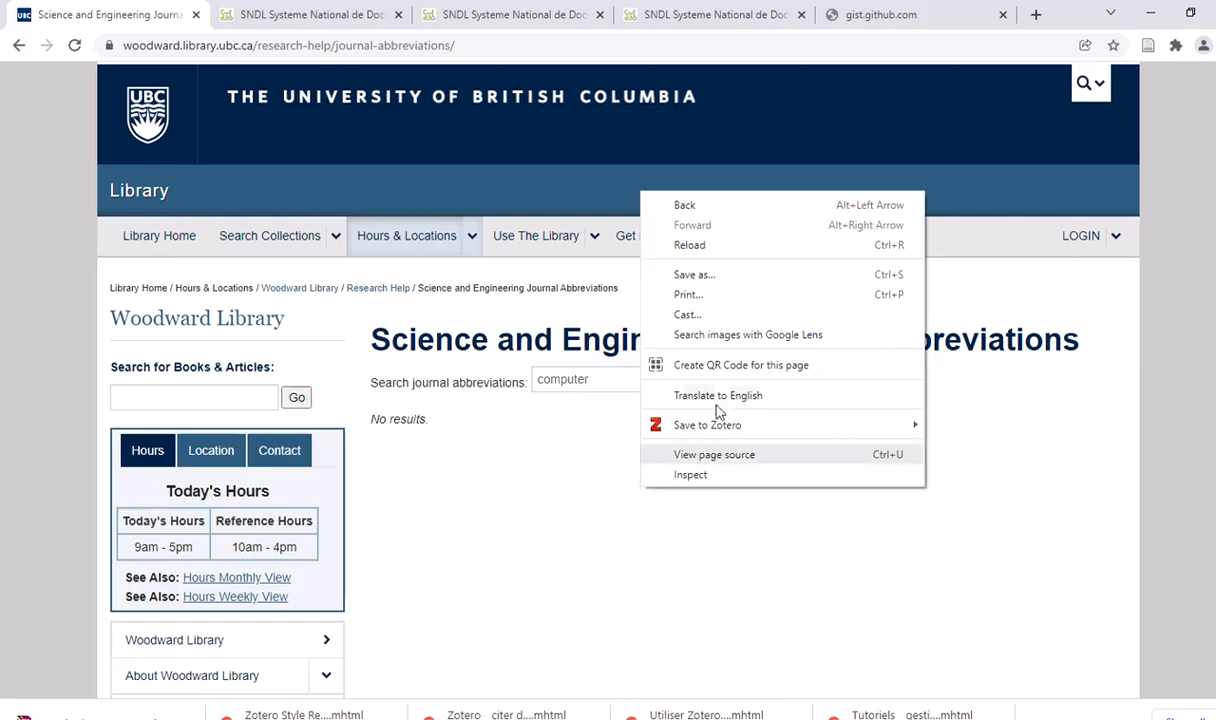 Science and Engineering Journa
SNDL Systeme National de Doc
SNDL Systeme National de Doc
SNDL Systeme National de Doc
gist.github.com
woodward.library.ubc.ca/research-help/journal-abbreviations/
UBC
THE UNIVERSITY OF BRITISH COLUMBIA
Library
Library Home
Search Collections
Hours & Locations
Use The Library
Get
LOGIN
Library Home / Hours & Locations / Woodward Library / Research Help / Science and Engineering Journal Abbreviations
Back Alt+Left Arrow
Forward Alt+Right Arrow
Reload Ctrl+R
Save as... Ctrl+S
Print... Ctrl+P
Cast...
Search images with Google Lens
Create QR Code for this page
Translate to English
Save to Zotero
View page source Ctrl+U
Inspect
Woodward Library
Search for Books & Articles:
Go
Hours Location Contact
Today's Hours
Today's Hours Reference Hours
9am - 5pm 10am - 4pm
See Also: Hours Monthly View
See Also: Hours Weekly View
Woodward Library
About Woodward Library
Science and Engi breviations
Search journal abbreviations: computer
No results.
Zotero Style Re....mhtml
Zotero citer d....mhtml
Utiliser Zotero....mhtml
Tutoriels gesti....mhtml